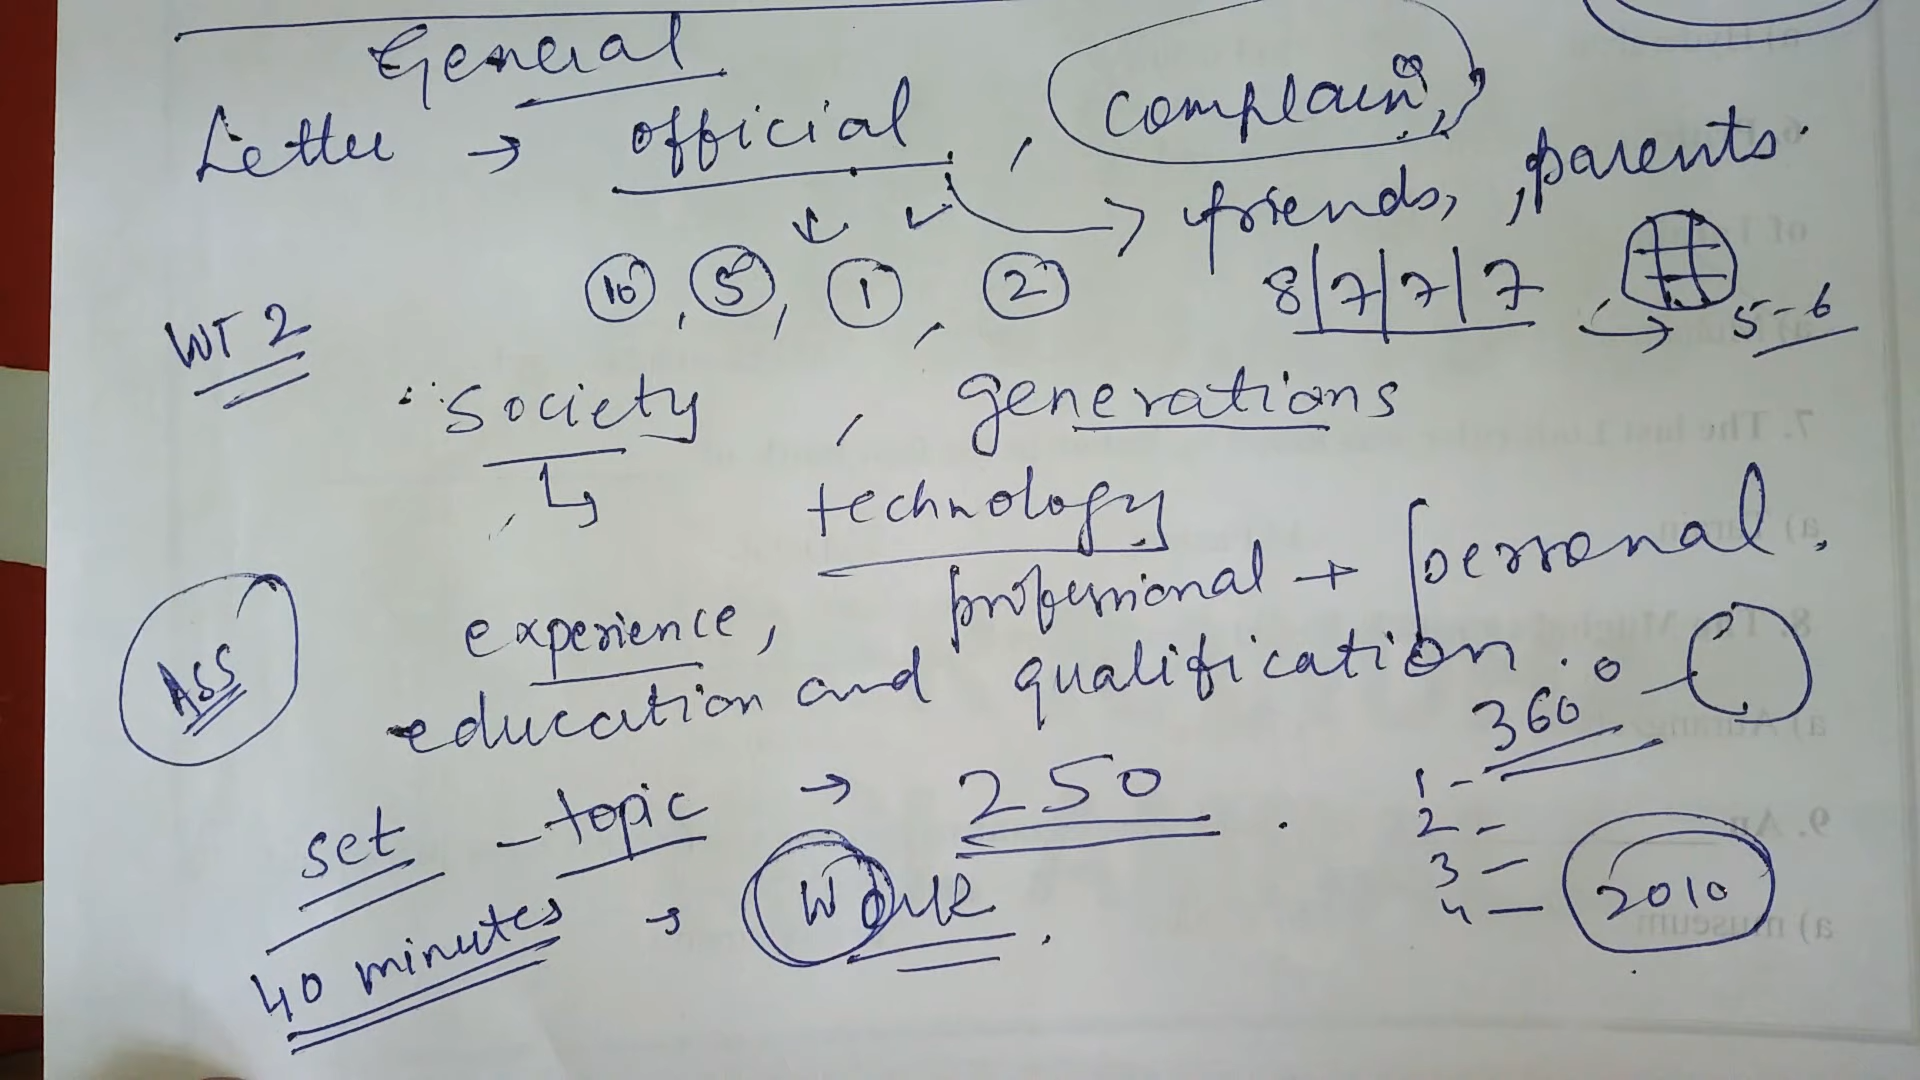 General
Letter → official, complain,
→ friends, parents.
10, 5, 1, 2
8|7|7|7 → 5-6
WT 2
society, generations
technology
experience, professional + personal.
Ass
education and qualification.
360°
set - topic → 250.
1 -
2 -
3 -
4 - 2010
40 minutes → Work.